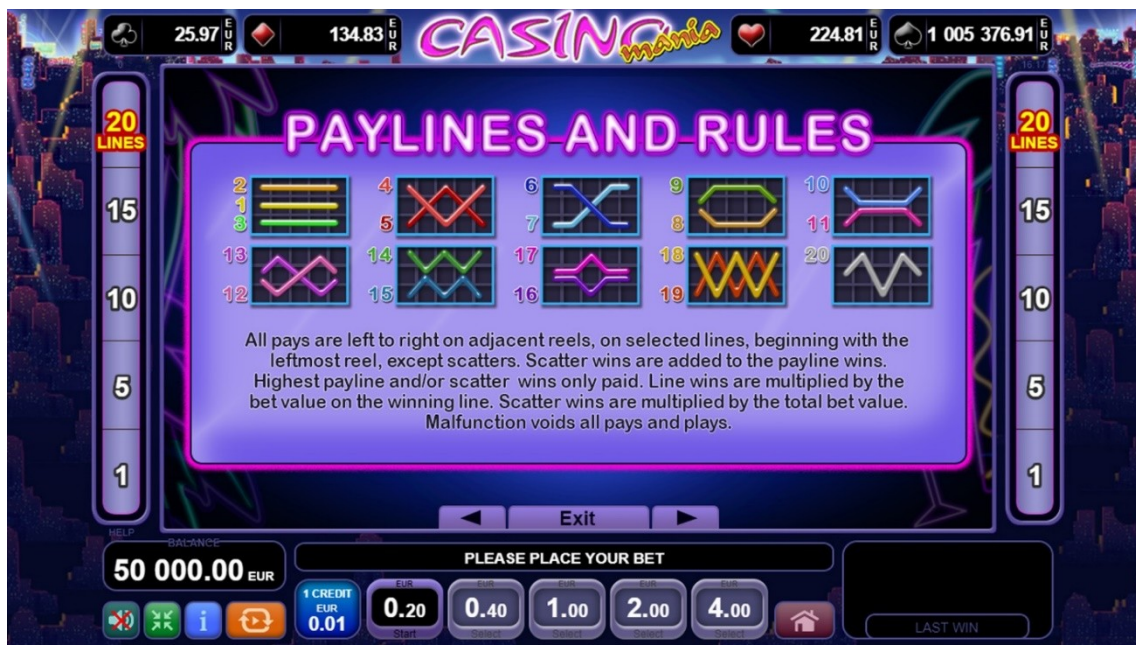 25.97 EUR 134.83 EUR CASINO mania 224.81 EUR 1 005 376.91 EUR
PAYLINES AND RULES
20 LINES
15
10
5
1
20 LINES
15
10
5
1
2 4 6 9 10
1
3 5 7 8 11
13 14 17 18 20
12 15 16 19
All pays are left to right on adjacent reels, on selected lines, beginning with the
leftmost reel, except scatters. Scatter wins are added to the payline wins.
Highest payline and/or scatter wins only paid. Line wins are multiplied by the
bet value on the winning line. Scatter wins are multiplied by the total bet value.
Malfunction voids all pays and plays.
Exit
HELP
BALANCE
50 000.00 EUR
PLEASE PLACE YOUR BET
1 CREDIT
EUR
0.01
EUR
0.20
Start
EUR
0.40
Select
EUR
1.00
Select
EUR
2.00
Select
EUR
4.00
Select
i
LAST WIN